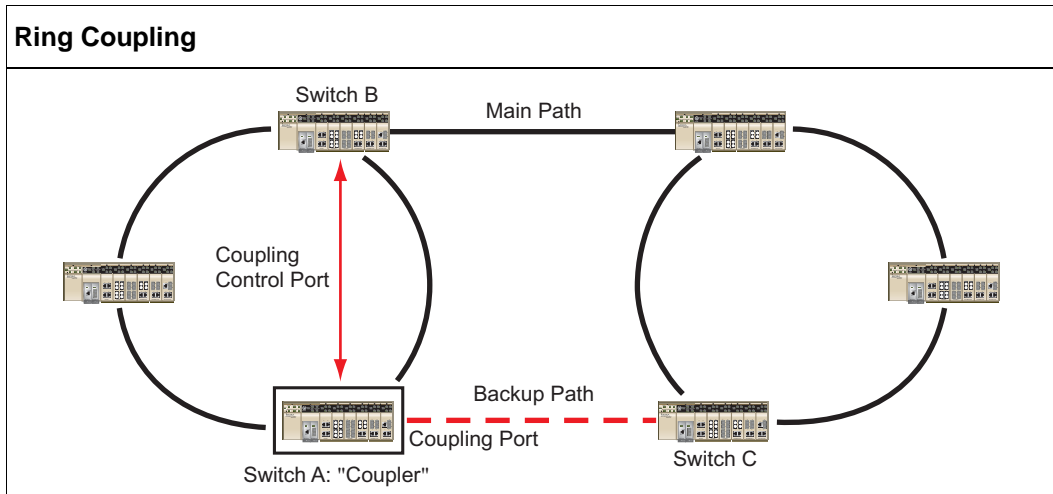 Ring Coupling
Switch B
Main Path
Coupling
Control Port
Backup Path
Coupling Port
Switch A: "Coupler"
Switch C